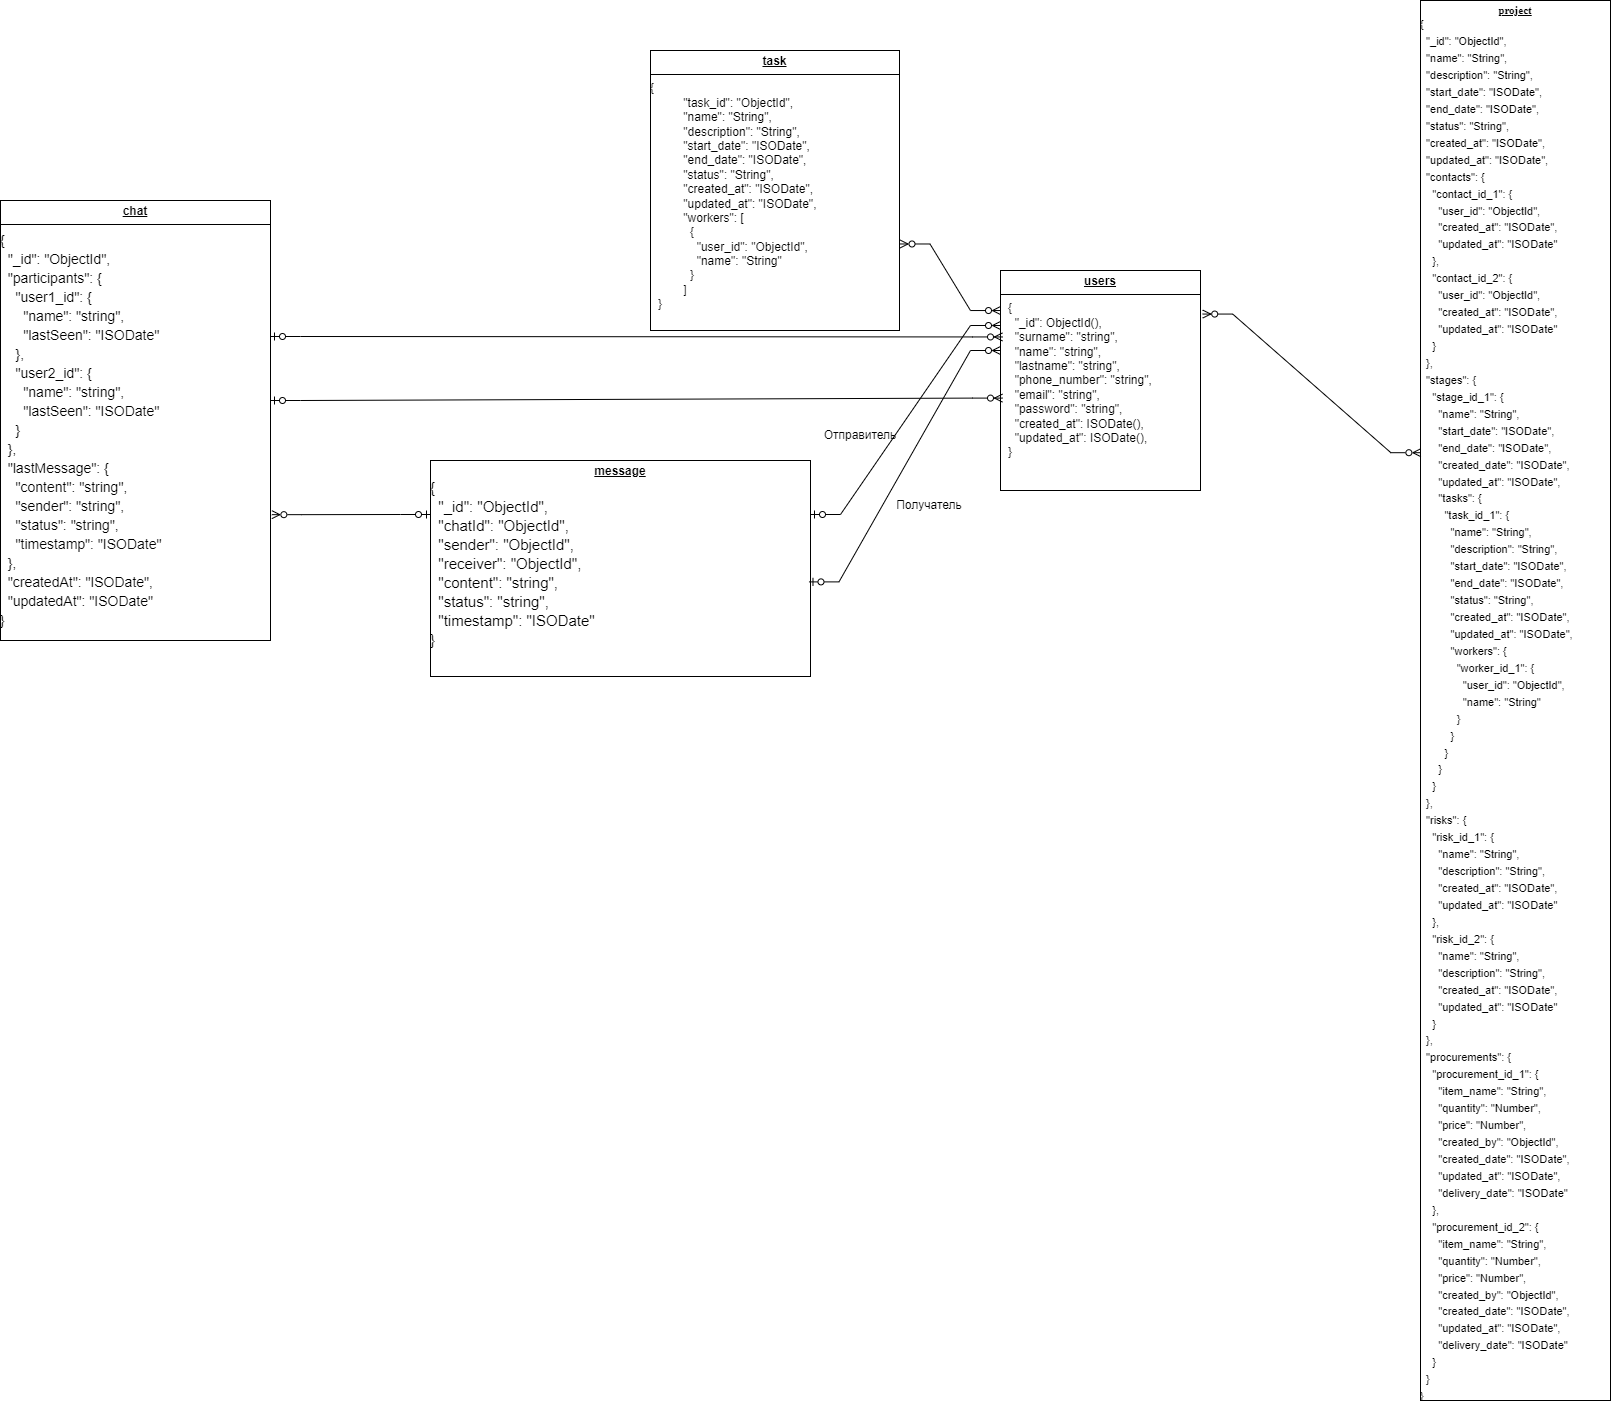 chat
{
"_id": "ObjectId",
"participants": {
"user1_id": {
"name": "string",
"lastSeen": "ISODate"
},
"user2_id": {
"name": "string",
"lastSeen": "ISODate"
}
},
"lastMessage": {
"content": "string",
"sender": "string",
"status": "string",
"timestamp": "ISODate"
},
"createdAt": "ISODate",
"updatedAt": "ISODate"
}
task
{
"task_id": "ObjectId",
"name": "String",
"description": "String",
"start_date": "ISODate",
"end_date": "ISODate",
"status": "String",
"created_at": "ISODate",
"updated_at": "ISODate",
"workers": [
{
"user_id": "ObjectId",
"name": "String"
}
]
}
message
{
"_id": "ObjectId",
"chatId": "ObjectId",
"sender": "ObjectId",
"receiver": "ObjectId",
"content": "string",
"status": "string",
"timestamp": "ISODate"
}
Отправитель
Получатель
users
{
"_id": ObjectId(),
"surname": "string",
"name": "string",
"lastname": "string",
"phone_number": "string",
"email": "string",
"password": "string",
"created_at": ISODate(),
"updated_at": ISODate(),
}
project
{
"_id": "ObjectId",
"name": "String",
"description": "String",
"start_date": "ISODate",
"end_date": "ISODate",
"status": "String",
"created_at": "ISODate",
"updated_at": "ISODate",
"contacts": {
"contact_id_1": {
"user_id": "ObjectId",
"created_at": "ISODate",
"updated_at": "ISODate"
},
"contact_id_2": {
"user_id": "ObjectId",
"created_at": "ISODate",
"updated_at": "ISODate"
}
},
"stages": {
"stage_id_1": {
"name": "String",
"start_date": "ISODate",
"end_date": "ISODate",
"created_date": "ISODate",
"updated_at": "ISODate",
"tasks": {
"task_id_1": {
"name": "String",
"description": "String",
"start_date": "ISODate",
"end_date": "ISODate",
"status": "String",
"created_at": "ISODate",
"updated_at": "ISODate",
"workers": {
"worker_id_1": {
"user_id": "ObjectId",
"name": "String"
}
}
}
}
}
},
"risks": {
"risk_id_1": {
"name": "String",
"description": "String",
"created_at": "ISODate",
"updated_at": "ISODate"
},
"risk_id_2": {
"name": "String",
"description": "String",
"created_at": "ISODate",
"updated_at": "ISODate"
}
},
"procurements": {
"procurement_id_1": {
"item_name": "String",
"quantity": "Number",
"price": "Number",
"created_by": "ObjectId",
"created_date": "ISODate",
"updated_at": "ISODate",
"delivery_date": "ISODate"
},
"procurement_id_2": {
"item_name": "String",
"quantity": "Number",
"price": "Number",
"created_by": "ObjectId",
"created_date": "ISODate",
"updated_at": "ISODate",
"delivery_date": "ISODate"
}
}
}